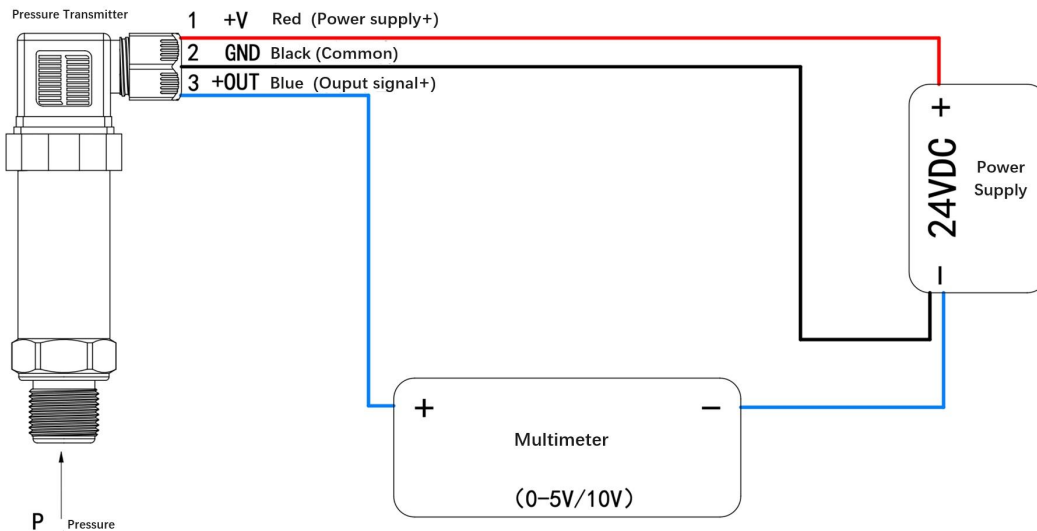 Pressure Transmitter
1 +V Red (Power supply+)
2 GND Black (Common)
3 +OUT Blue (Ouput signal+)
+ 24VDC −
Power
Supply
+ −
Multimeter
(0-5V/10V)
P Pressure